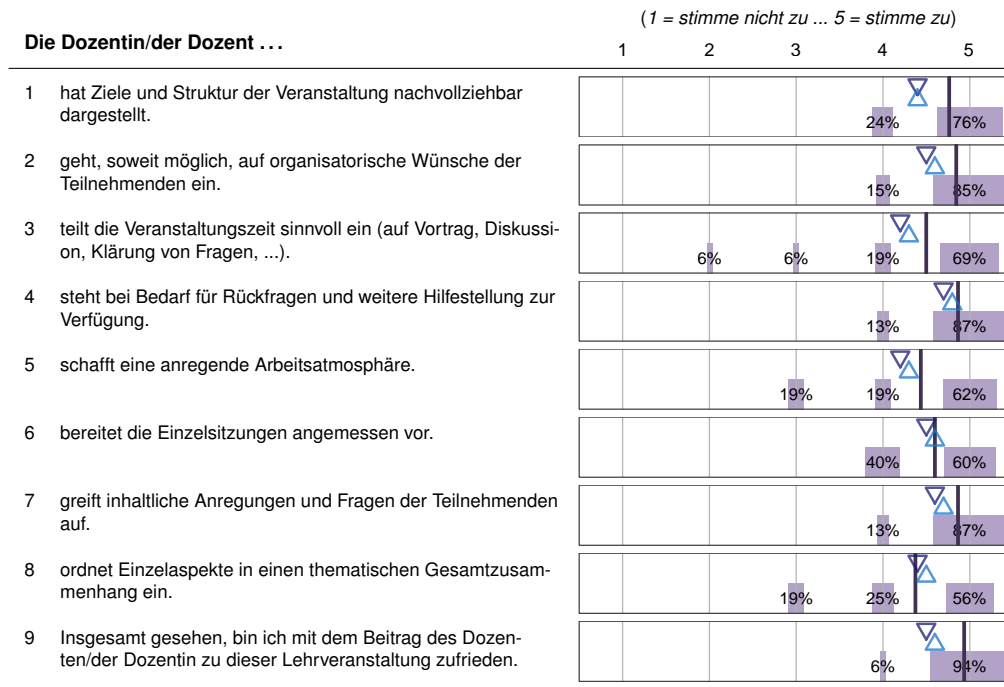 (1 = stimme nicht zu ... 5 = stimme zu)
Die Dozentin/der Dozent ...
1 2 3 4 5
1 hat Ziele und Struktur der Veranstaltung nachvollziehbar
dargestellt.
24% 76%
2 geht, soweit möglich, auf organisatorische Wünsche der
Teilnehmenden ein.
15% 85%
3 teilt die Veranstaltungszeit sinnvoll ein (auf Vortrag, Diskussi-
on, Klärung von Fragen, ...).
6% 6% 19% 69%
4 steht bei Bedarf für Rückfragen und weitere Hilfestellung zur
Verfügung.
13% 87%
5 schafft eine anregende Arbeitsatmosphäre.
19% 19% 62%
6 bereitet die Einzelsitzungen angemessen vor.
40% 60%
7 greift inhaltliche Anregungen und Fragen der Teilnehmenden
auf.
13% 87%
8 ordnet Einzelaspekte in einen thematischen Gesamtzusam-
menhang ein.
19% 25% 56%
9 Insgesamt gesehen, bin ich mit dem Beitrag des Dozen-
ten/der Dozentin zu dieser Lehrveranstaltung zufrieden.
6% 94%